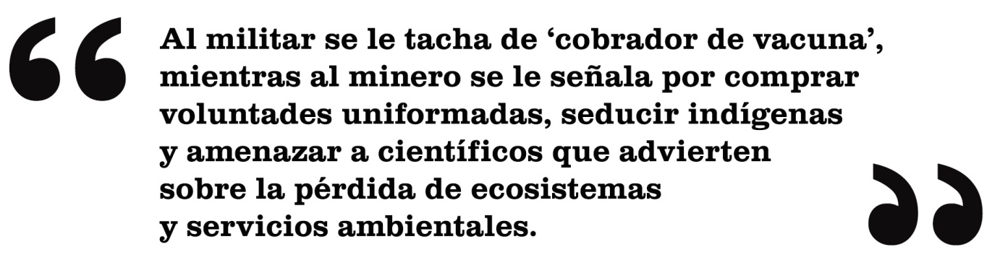 “Al militar se le tacha de ‘cobrador de vacuna’,
mientras al minero se le señala por comprar
voluntades uniformadas, seducir indígenas
y amenazar a científicos que advierten
sobre la pérdida de ecosistemas
y servicios ambientales.”